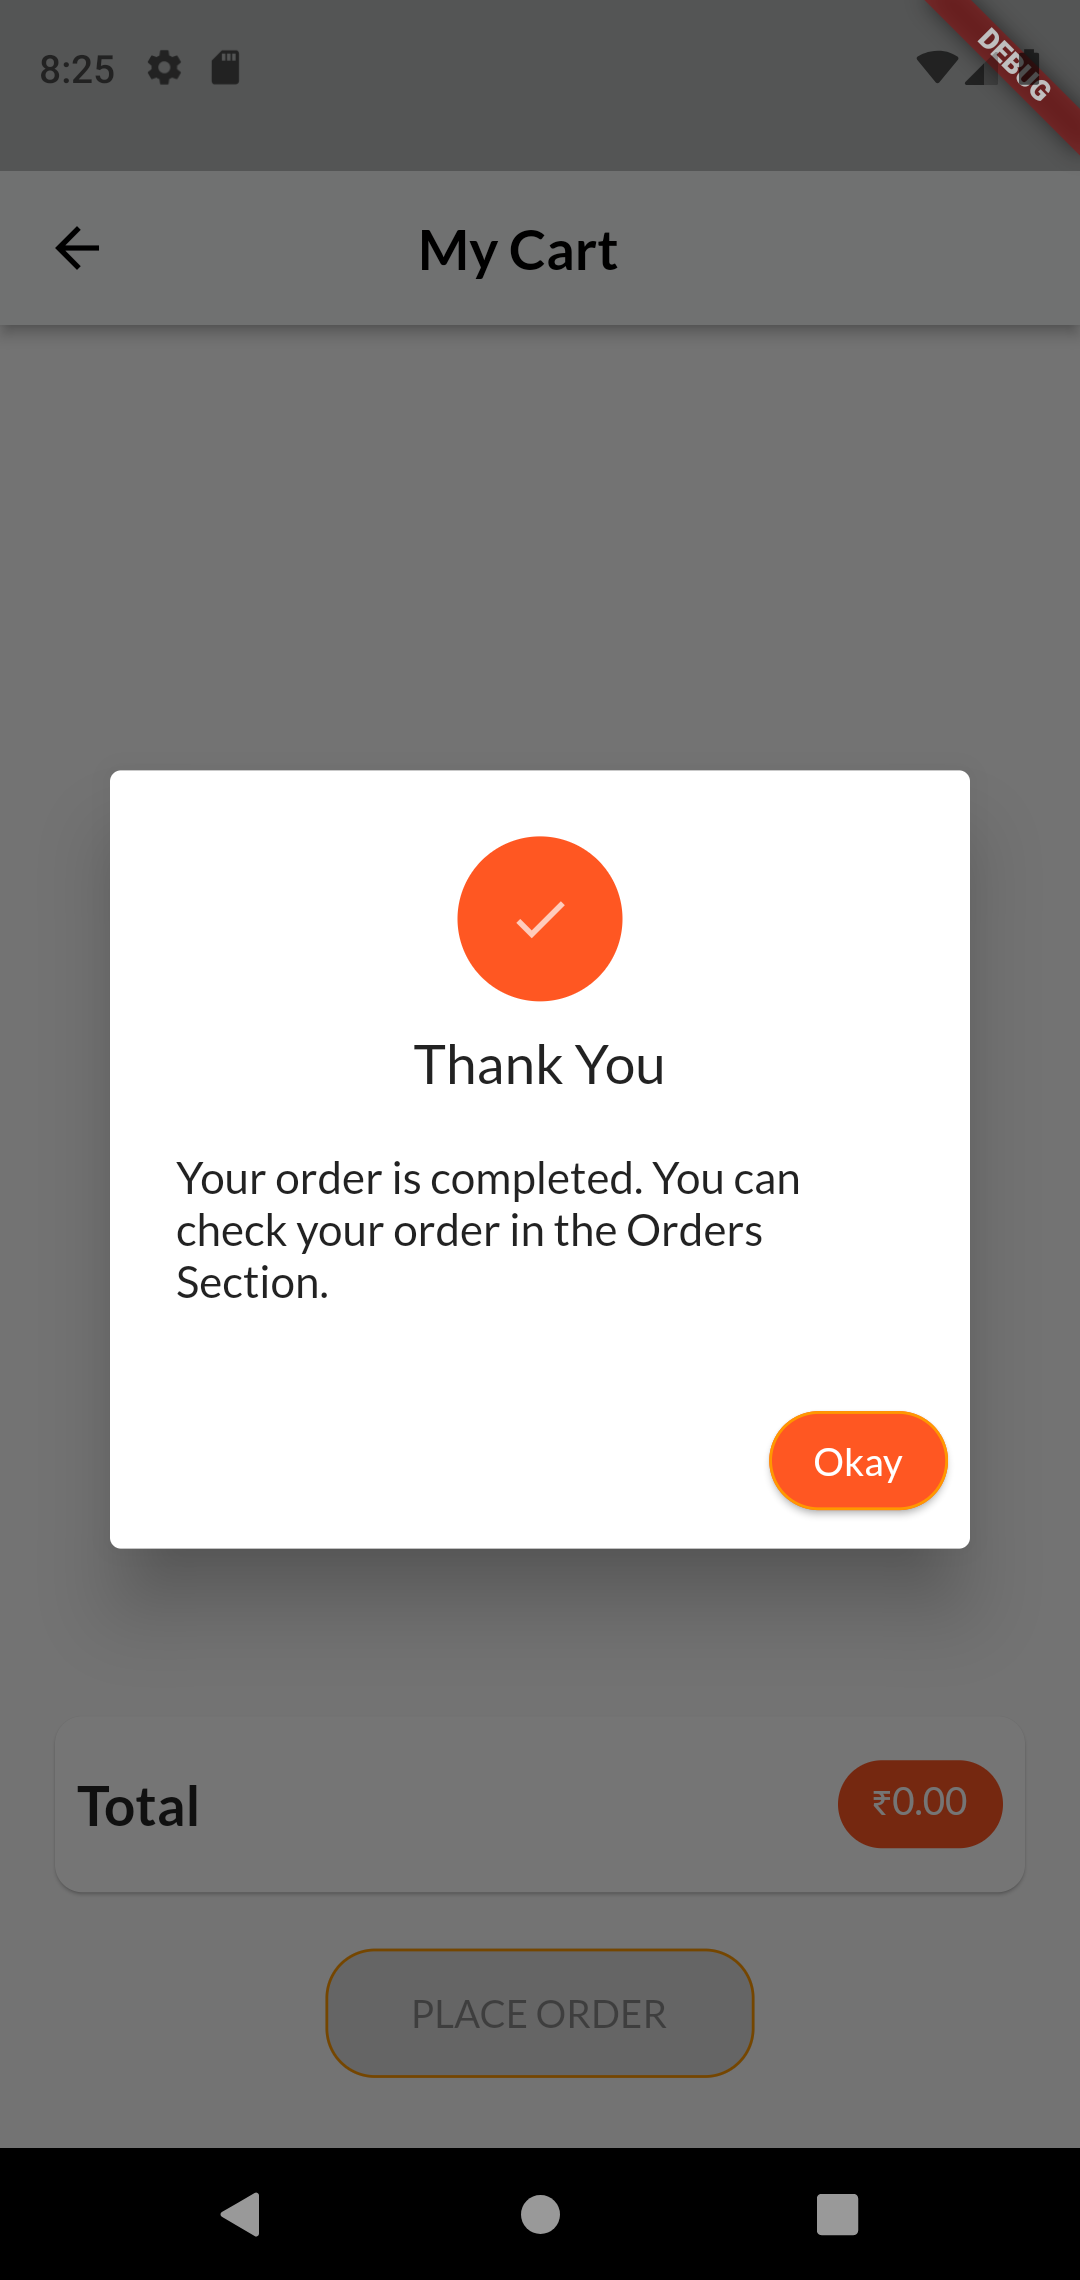 8:25
DEBUG
My Cart
Thank You
Your order is completed. You can
check your order in the Orders
Section.
Okay
Total
₹0.00
PLACE ORDER